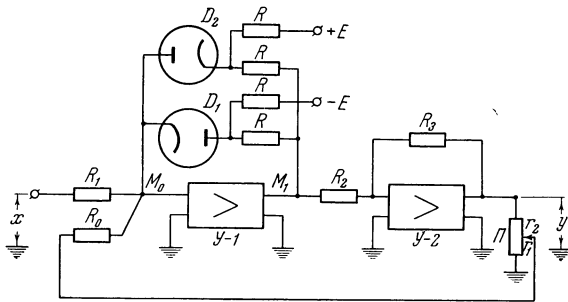 D₂
R
+E
R
D₁
R
-E
R
R₃
R₁
M₀
M₁
R₂
x
R₀
У-1
У-2
П
r₂
r₁
y